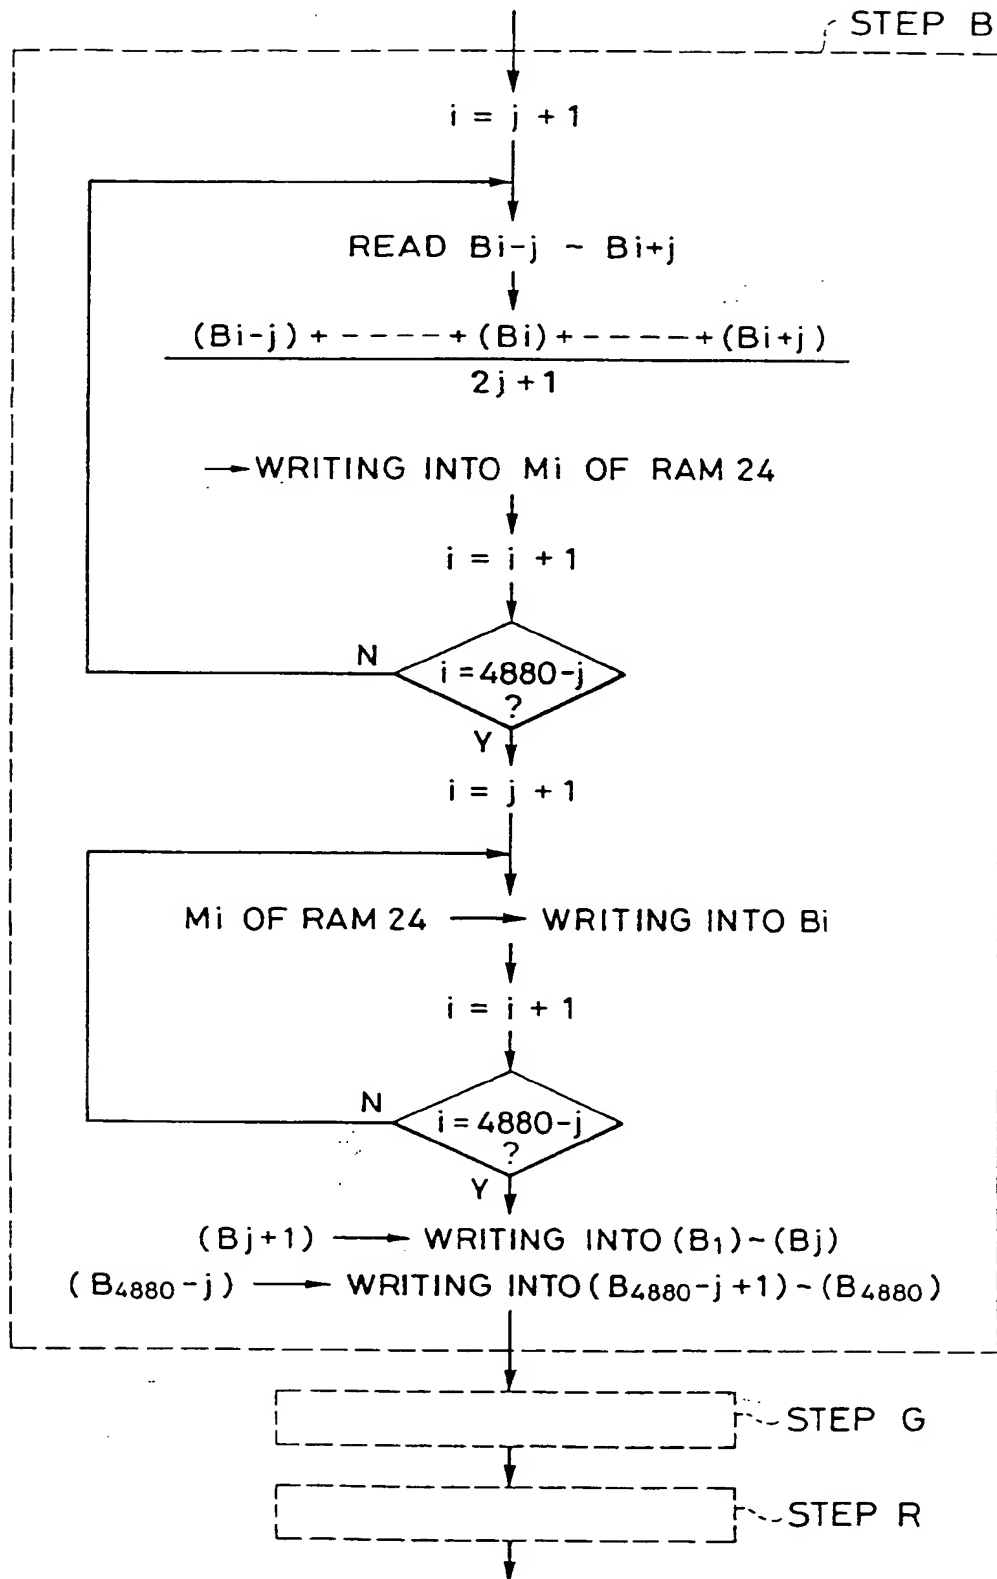 STEP B
i = j + 1
READ Bi-j ~ Bi+j
(Bi-j) + ----- + (Bi) + ----- + (Bi+j)
2j + 1
→ WRITING INTO Mi OF RAM 24
i = i + 1
N
i = 4880-j
?
Y
i = j + 1
Mi OF RAM 24 → WRITING INTO Bi
i = i + 1
N
i = 4880-j
?
Y
(Bj+1) → WRITING INTO (B1) ~ (Bj)
(B4880-j) → WRITING INTO (B4880-j+1) ~ (B4880)
STEP G
STEP R